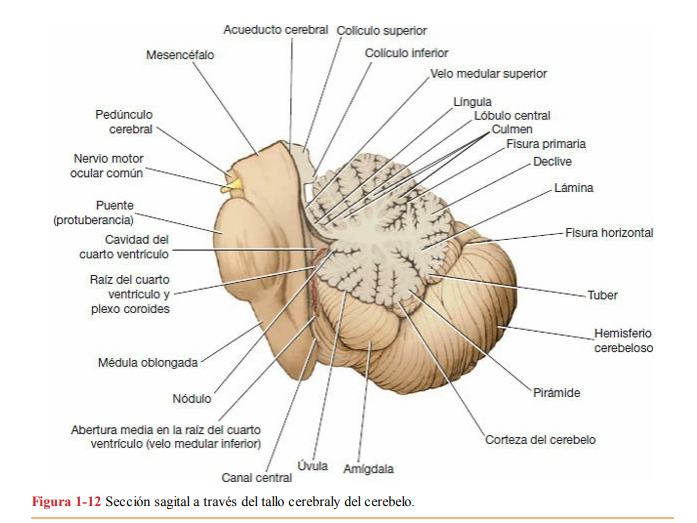 Acueducto cerebral
Colículo superior
Colículo inferior
Mesencéfalo
Velo medular superior
Língula
Lóbulo central
Culmen
Fisura primaria
Declive
Lámina
Fisura horizontal
Pedúnculo
cerebral
Nervio motor
ocular común
Puente
(protuberancia)
Cavidad del
cuarto ventrículo
Raíz del cuarto
ventrículo y
plexo coroides
Tuber
Hemisferio
cerebeloso
Médula oblongada
Pirámide
Nódulo
Abertura media en la raíz del cuarto
ventrículo (velo medular inferior)
Corteza del cerebelo
Úvula
Amígdala
Canal central
Figura 1-12 Sección sagital a través del tallo cerebraly del cerebelo.